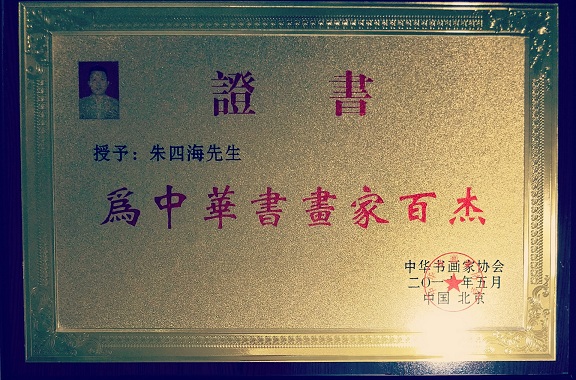 證書
授予：朱四海先生
爲中華書畫家百杰
中华书画家协会
二〇一一年五月
中国 北京